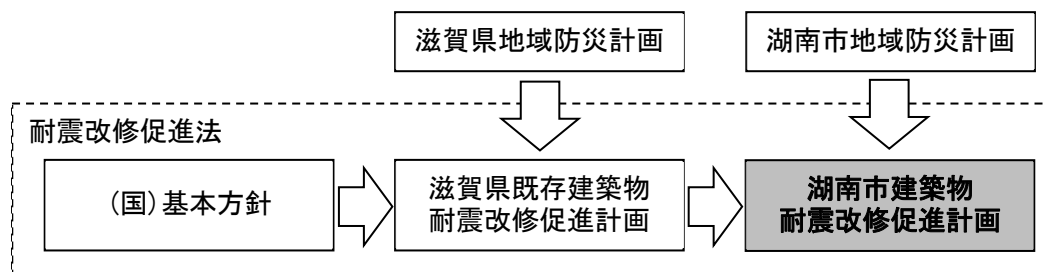 滋賀県地域防災計画
湖南市地域防災計画
耐震改修促進法
(国)基本方針
滋賀県既存建築物
耐震改修促進計画
湖南市建築物
耐震改修促進計画